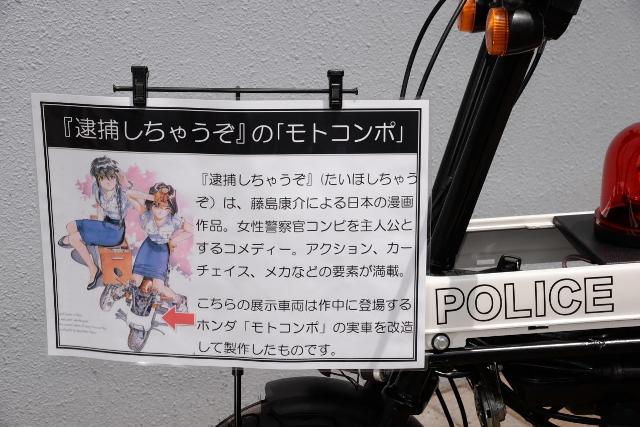 『逮捕しちゃうぞ』の「モトコンポ」
『逮捕しちゃうぞ』(たいほしちゃう
ぞ）は、藤島康介による日本の漫画
作品。女性警察官コンビを主人公と
するコメディー。アクション、カー
チェイス、メカなどの要素が満載。
こちらの展示車両は作中に登場する
ホンダ「モトコンポ」の実車を改造
して製作したものです。
POLICE